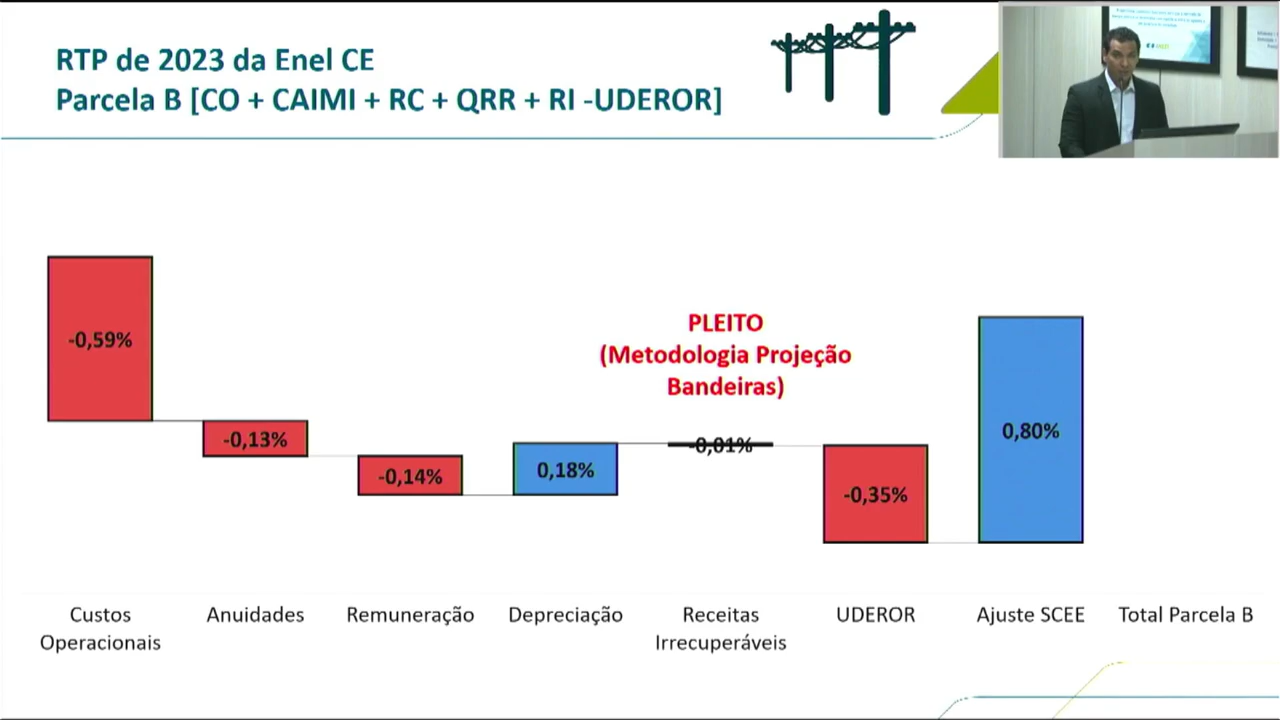 RTP de 2023 da Enel CE
Parcela B [CO + CAIMI + RC + QRR + RI -UDEROR]
PLEITO
(Metodologia Projeção
Bandeiras)
-0,59%
-0,13%
-0,14%
0,18%
-0,01%
-0,35%
0,80%
Custos
Operacionais
Anuidades
Remuneração
Depreciação
Receitas
Irrecuperáveis
UDEROR
Ajuste SCEE
Total Parcela B